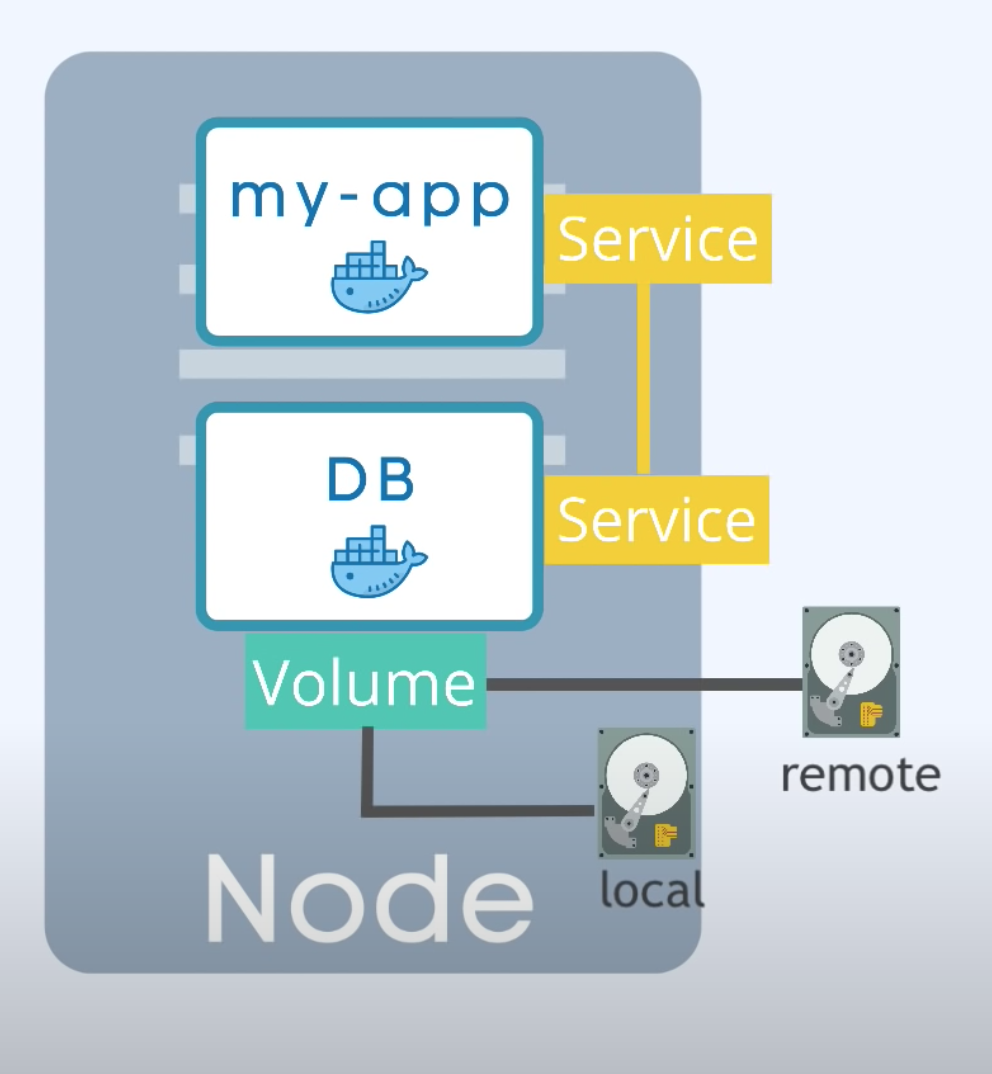 my-app
Service
DB
Service
Volume
remote
local
Node